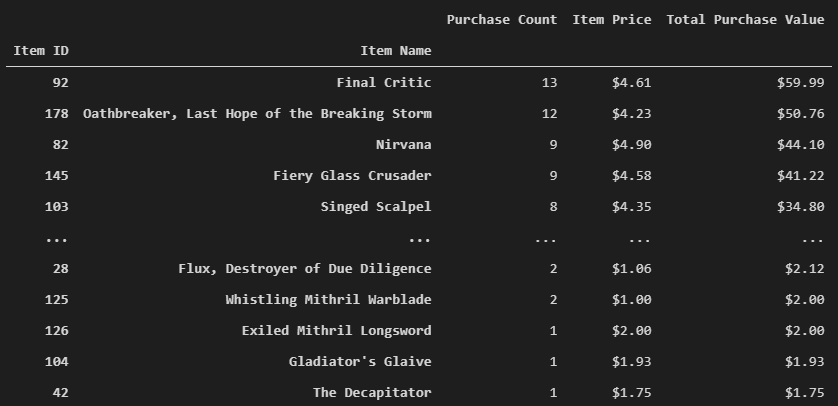 Purchase Count Item Price Total Purchase Value
Item ID Item Name
92 Final Critic 13 $4.61 $59.99
178 Oathbreaker, Last Hope of the Breaking Storm 12 $4.23 $50.76
82 Nirvana 9 $4.90 $44.10
145 Fiery Glass Crusader 9 $4.58 $41.22
103 Singed Scalpel 8 $4.35 $34.80
... ... ... ... ...
28 Flux, Destroyer of Due Diligence 2 $1.06 $2.12
125 Whistling Mithril Warblade 2 $1.00 $2.00
126 Exiled Mithril Longsword 1 $2.00 $2.00
104 Gladiator's Glaive 1 $1.93 $1.93
42 The Decapitator 1 $1.75 $1.75